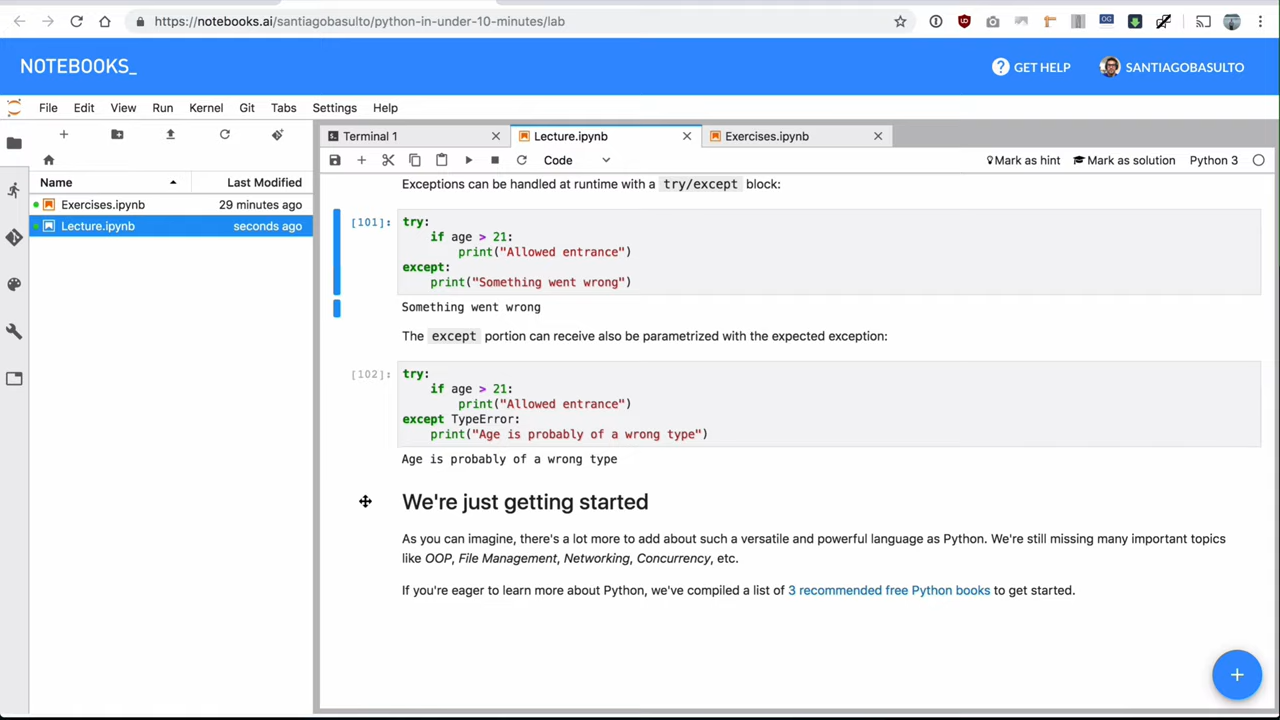 https://notebooks.ai/santiagobasulto/python-in-under-10-minutes/lab
NOTEBOOKS_
? GET HELP
SANTIAGOBASULTO
File Edit View Run Kernel Git Tabs Settings Help
Terminal 1
Lecture.ipynb
Exercises.ipynb
Code
Mark as hint
Mark as solution
Python 3
Name
Last Modified
Exercises.ipynb
29 minutes ago
Lecture.ipynb
seconds ago
Exceptions can be handled at runtime with a try/except block:
[101]:
try:
    if age > 21:
        print("Allowed entrance")
except:
    print("Something went wrong")
Something went wrong
The except portion can receive also be parametrized with the expected exception:
[102]:
try:
    if age > 21:
        print("Allowed entrance")
except TypeError:
    print("Age is probably of a wrong type")
Age is probably of a wrong type
We're just getting started
As you can imagine, there's a lot more to add about such a versatile and powerful language as Python. We're still missing many important topics
like OOP, File Management, Networking, Concurrency, etc.
If you're eager to learn more about Python, we've compiled a list of 3 recommended free Python books to get started.